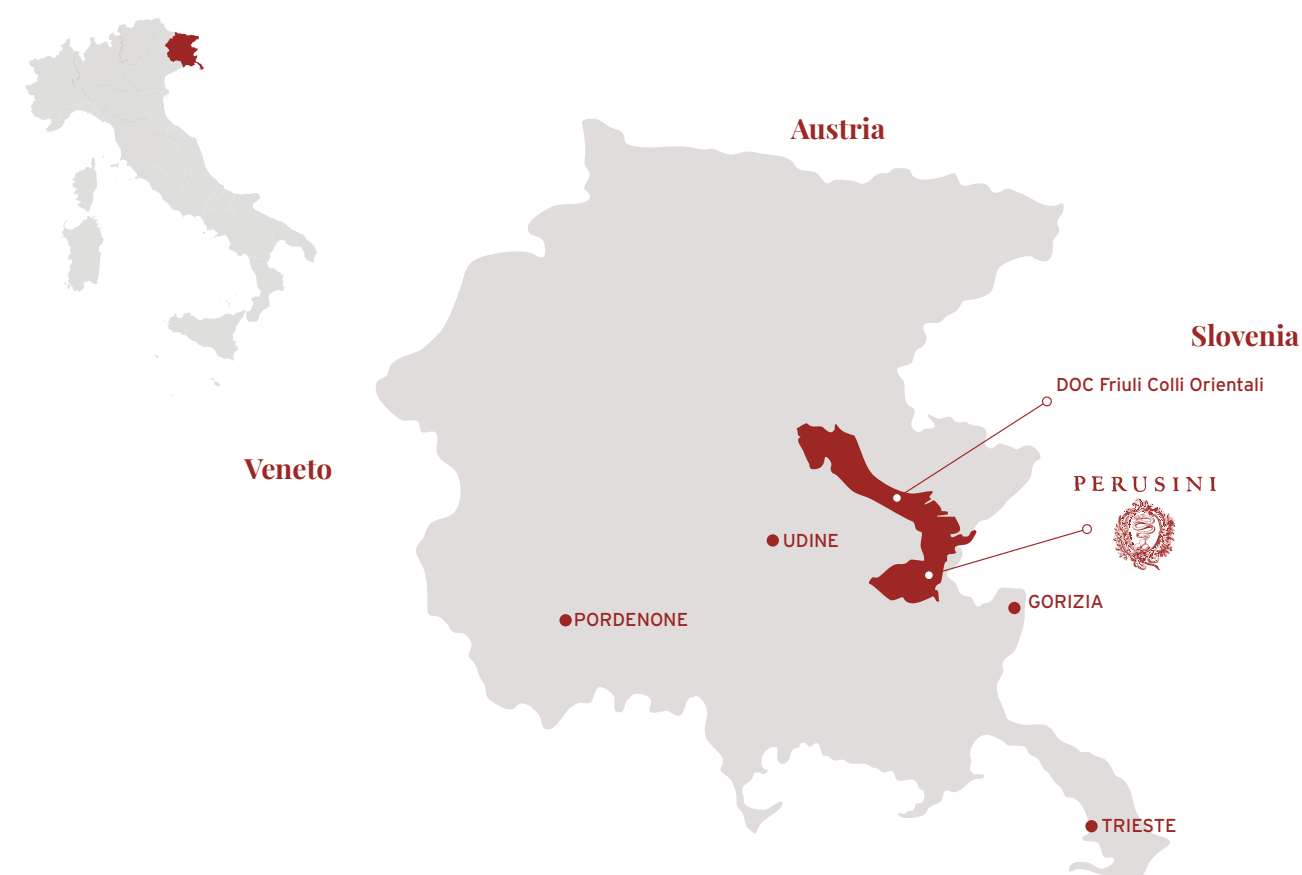 Austria
Slovenia
DOC Friuli Colli Orientali
Veneto
PERUSINI
UDINE
GORIZIA
PORDENONE
TRIESTE